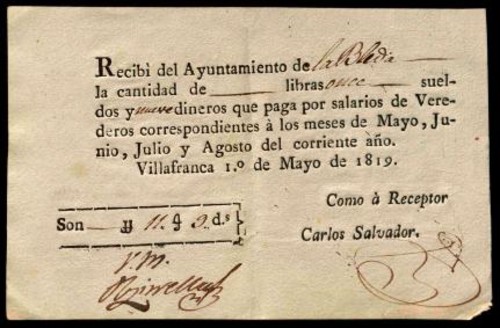 Recibì del Ayuntamiento de la Bleda
la cantidad de ——— libras once suel-
dos y nueve dineros que paga por salarios de Vere-
deros correspondientes à los meses de Mayo, Ju-
nio, Julio y Agosto del corriente año.
Villafranca 1.º de Mayo de 1819.
Como à Receptor
Son — ₶ 11 ₰ 9 d.ˢ
Carlos Salvador.